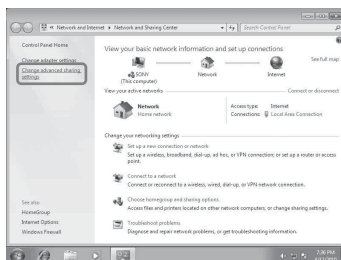 « Network and Internet ▸ Network and Sharing Center
Search Control Panel
Control Panel Home
Change adapter settings
Change advanced sharing
settings
See also
HomeGroup
Internet Options
Windows Firewall
View your basic network information and set up connections
See full map
SONY
(This computer)
Network
Internet
View your active networks
Connect or disconnect
Network
Home network
Access type: Internet
Connections: Local Area Connection
Change your networking settings
Set up a new connection or network
Set up a wireless, broadband, dial-up, ad hoc, or VPN connection; or set up a router or access
point.
Connect to a network
Connect or reconnect to a wireless, wired, dial-up, or VPN network connection.
Choose homegroup and sharing options
Access files and printers located on other network computers, or change sharing settings.
Troubleshoot problems
Diagnose and repair network problems, or get troubleshooting information.